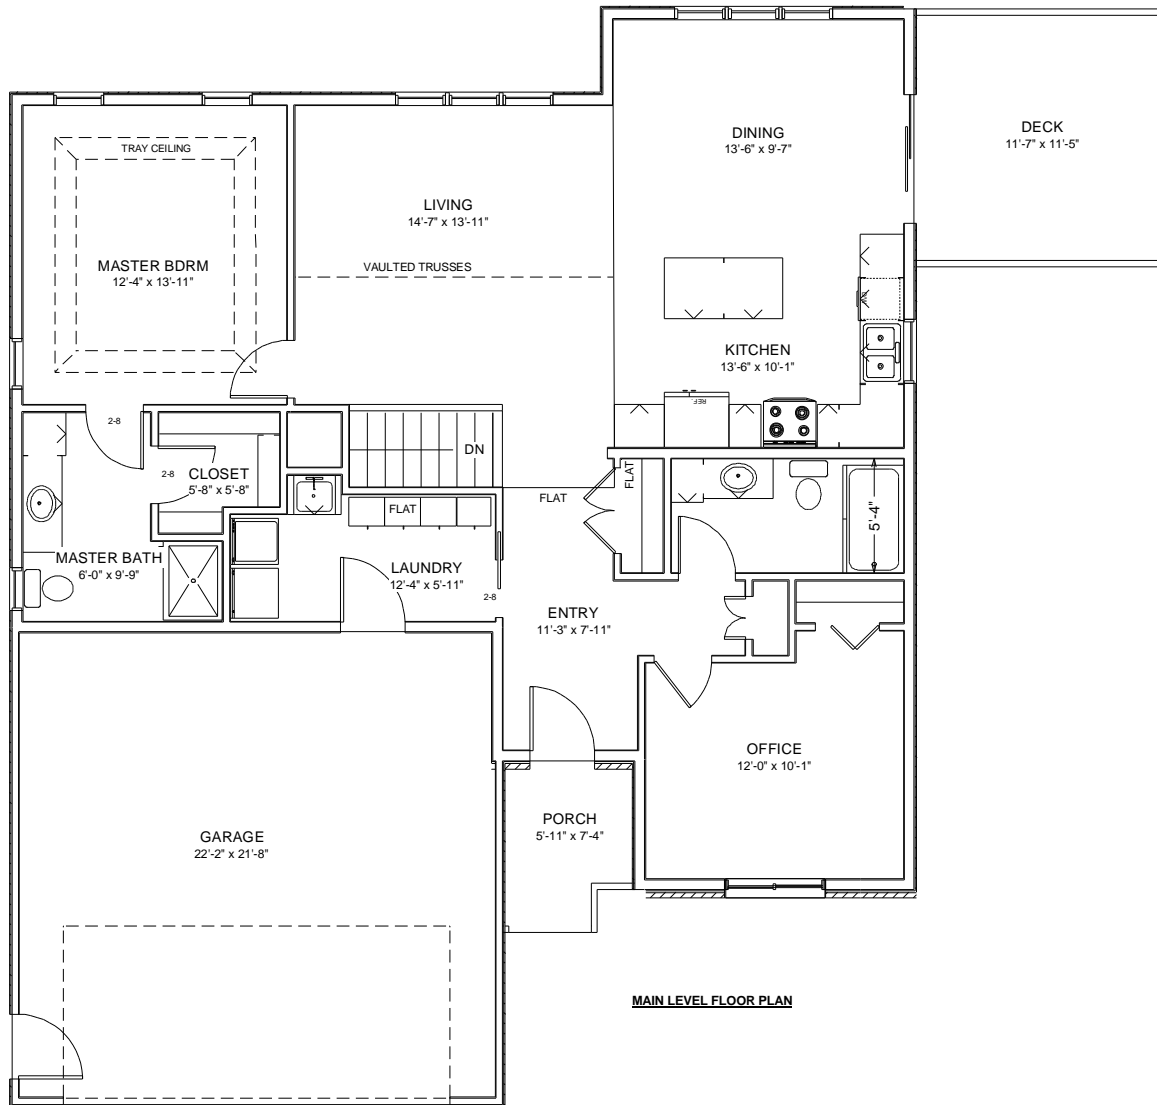 DINING
13'-6" x 9'-7"
DECK
11'-7" x 11'-5"
TRAY CEILING
LIVING
14'-7" x 13'-11"
MASTER BDRM
12'-4" x 13'-11"
VAULTED TRUSSES
KITCHEN
13'-6" x 10'-1"
REF.
2-8
DN
2-8
CLOSET
5'-8" x 5'-8"
FLAT
FLAT
FLAT
5'-4"
MASTER BATH
6'-0" x 9'-9"
LAUNDRY
12'-4" x 5'-11"
2-8
ENTRY
11'-3" x 7'-11"
OFFICE
12'-0" x 10'-1"
PORCH
5'-11" x 7'-4"
GARAGE
22'-2" x 21'-8"
MAIN LEVEL FLOOR PLAN